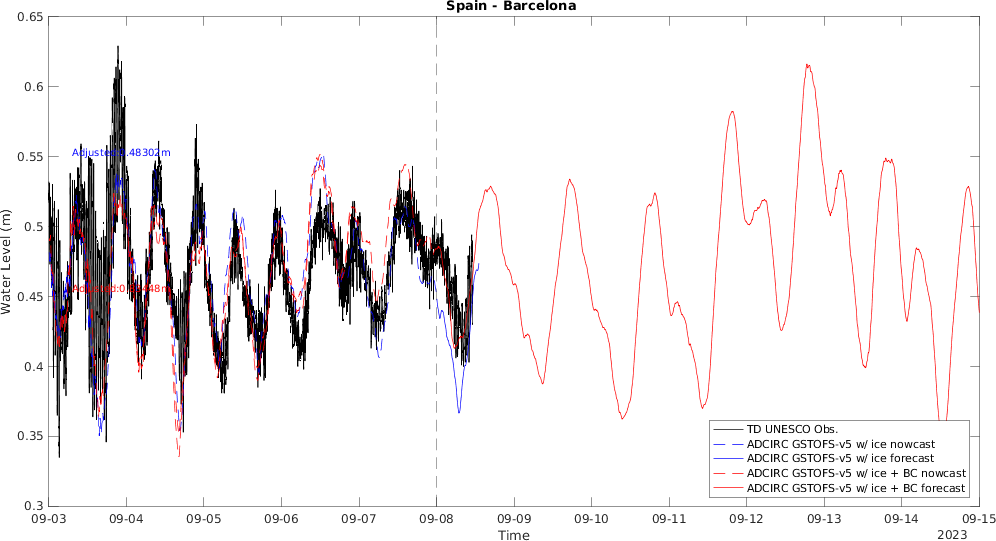 Spain - Barcelona
0.65
0.6
0.55
0.5
0.45
0.4
0.35
0.3
Water Level (m)
09-03
09-04
09-05
09-06
09-07
09-08
09-09
09-10
09-11
09-12
09-13
09-14
09-15
Time
2023
TD UNESCO Obs.
ADCIRC GSTOFS-v5 w/ ice nowcast
ADCIRC GSTOFS-v5 w/ ice forecast
ADCIRC GSTOFS-v5 w/ ice + BC nowcast
ADCIRC GSTOFS-v5 w/ ice + BC forecast